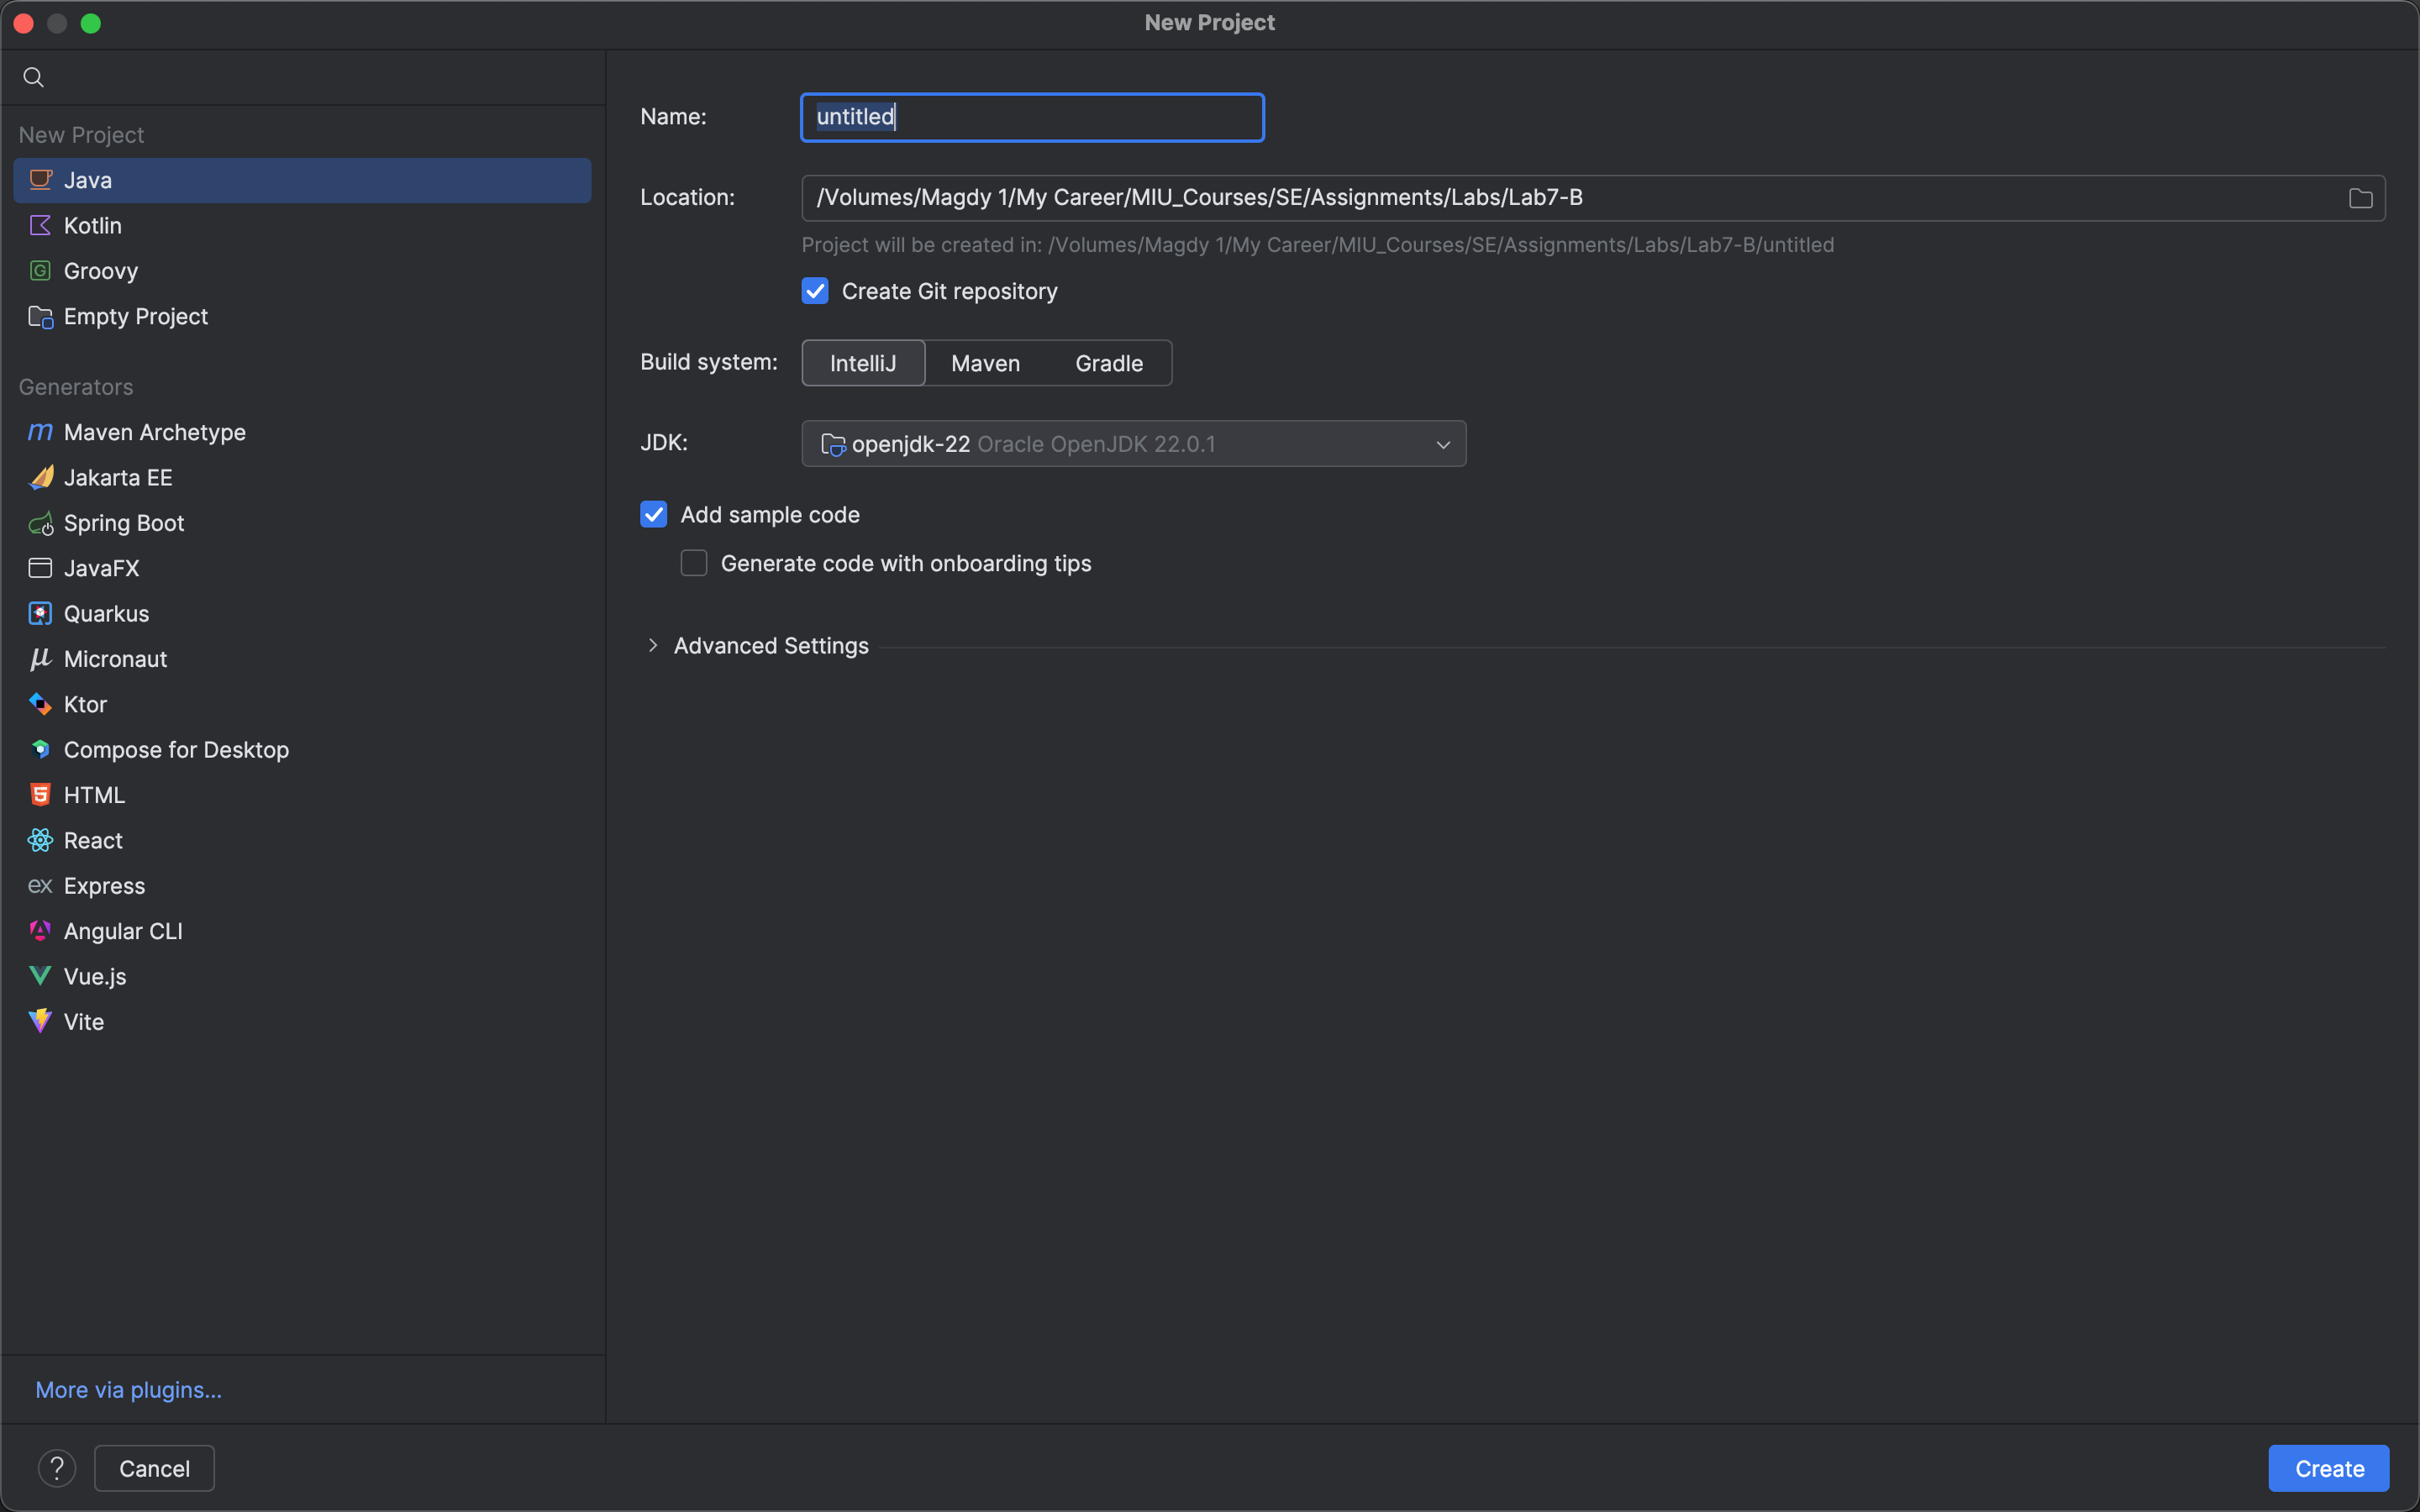 New Project
New Project
Java
Kotlin
Groovy
Empty Project
Generators
Maven Archetype
Jakarta EE
Spring Boot
JavaFX
Quarkus
Micronaut
Ktor
Compose for Desktop
HTML
React
Express
Angular CLI
Vue.js
Vite
More via plugins...
Name: untitled
Location: /Volumes/Magdy 1/My Career/MIU_Courses/SE/Assignments/Labs/Lab7-B
Project will be created in: /Volumes/Magdy 1/My Career/MIU_Courses/SE/Assignments/Labs/Lab7-B/untitled
Create Git repository
Build system: IntelliJ Maven Gradle
JDK: openjdk-22 Oracle OpenJDK 22.0.1
Add sample code
Generate code with onboarding tips
Advanced Settings
? Cancel Create